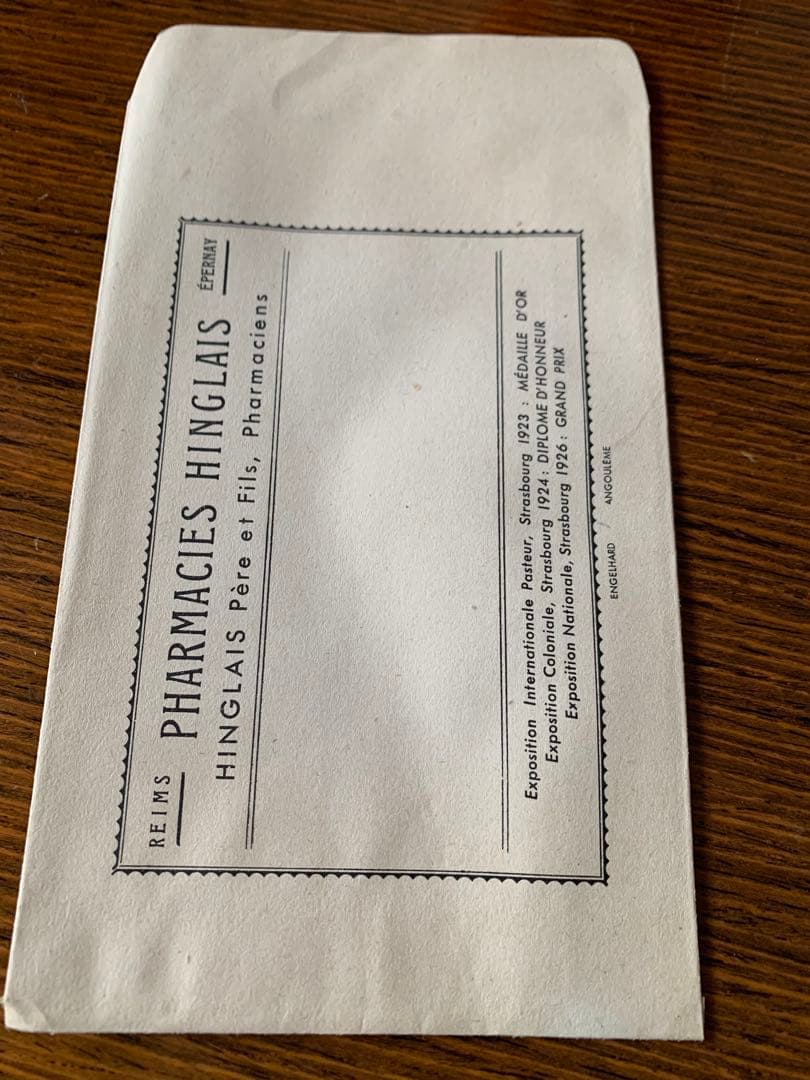 REIMS PHARMACIES HINGLAIS ÉPERNAY
HINGLAIS Père et Fils, Pharmaciens
Exposition Internationale Pasteur, Strasbourg 1923 : MÉDAILLE D'OR
Exposition Coloniale, Strasbourg 1924 : DIPLOME D'HONNEUR
Exposition Nationale, Strasbourg 1926 : GRAND PRIX
ENGELHARD / ANGOULÊME